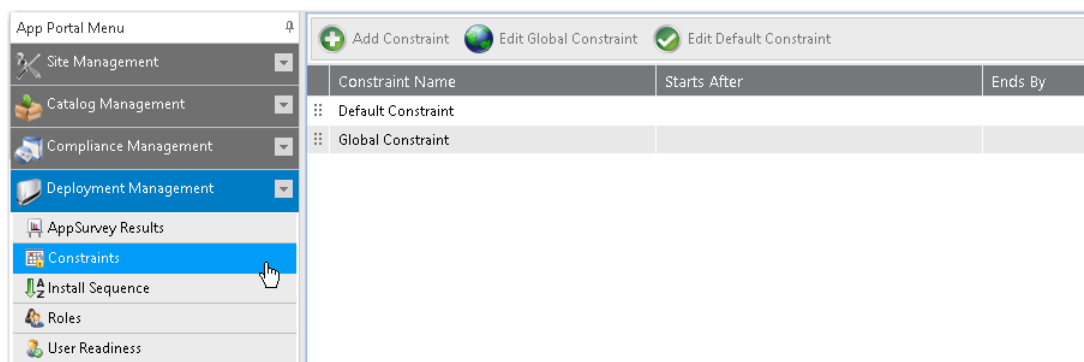 App Portal Menu
Site Management
Catalog Management
Compliance Management
Deployment Management
AppSurvey Results
Constraints
Install Sequence
Roles
User Readiness
Add Constraint Edit Global Constraint Edit Default Constraint
Constraint Name Starts After Ends By
Default Constraint
Global Constraint